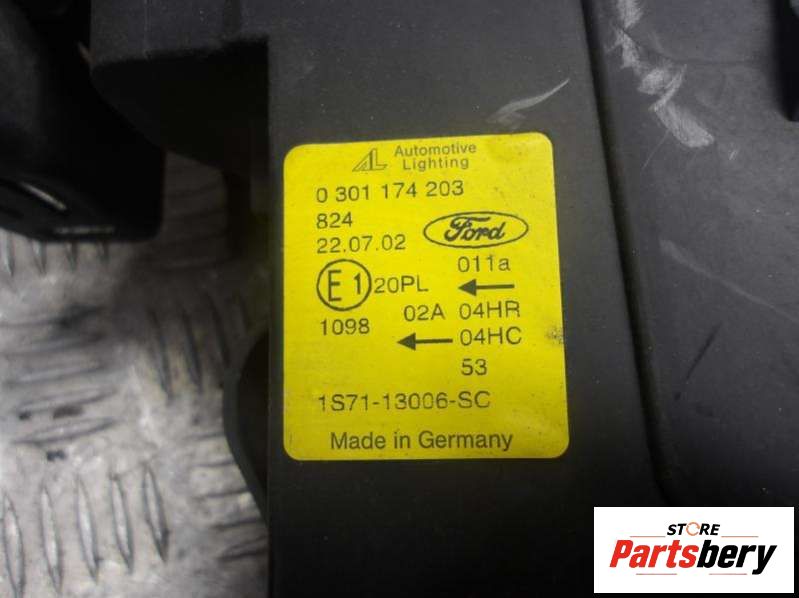 AL Automotive
Lighting
0 301 174 203
824
22.07.02
Ford
011a
E1 20PL
02A 04HR
1098
04HC
53
1S71-13006-SC
Made in Germany
STORE
Partsbery